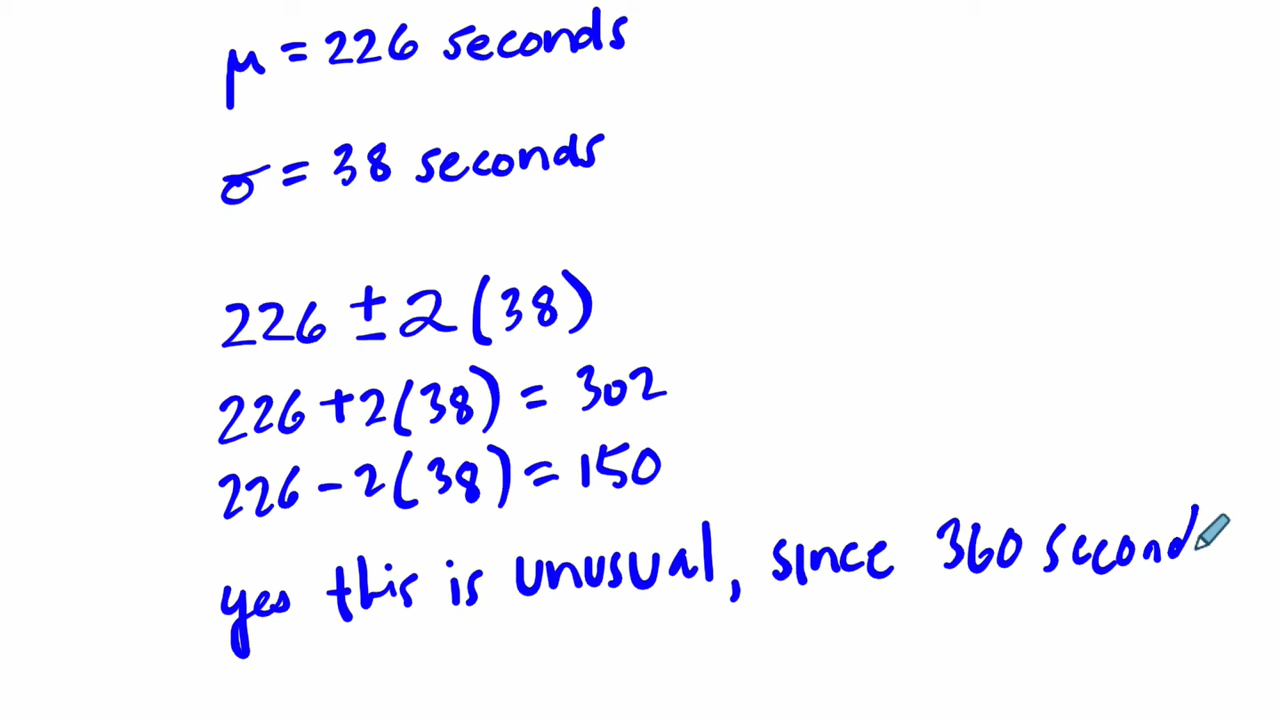 μ = 226 seconds
σ = 38 seconds
226 ± 2 (38)
226 + 2(38) = 302
226 - 2(38) = 150
yes this is unusual, since 360 second